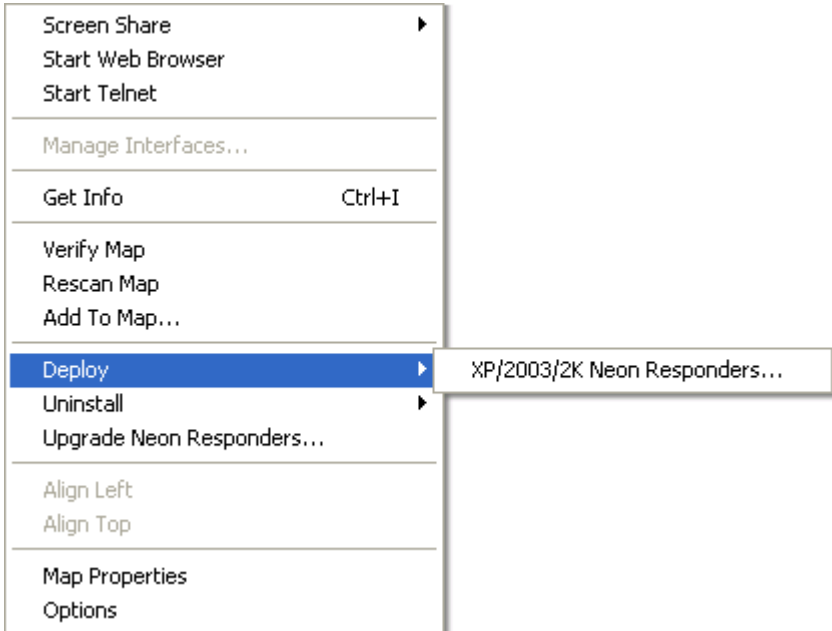 Screen Share
Start Web Browser
Start Telnet
Manage Interfaces...
Get Info Ctrl+I
Verify Map
Rescan Map
Add To Map...
Deploy XP/2003/2K Neon Responders...
Uninstall
Upgrade Neon Responders...
Align Left
Align Top
Map Properties
Options